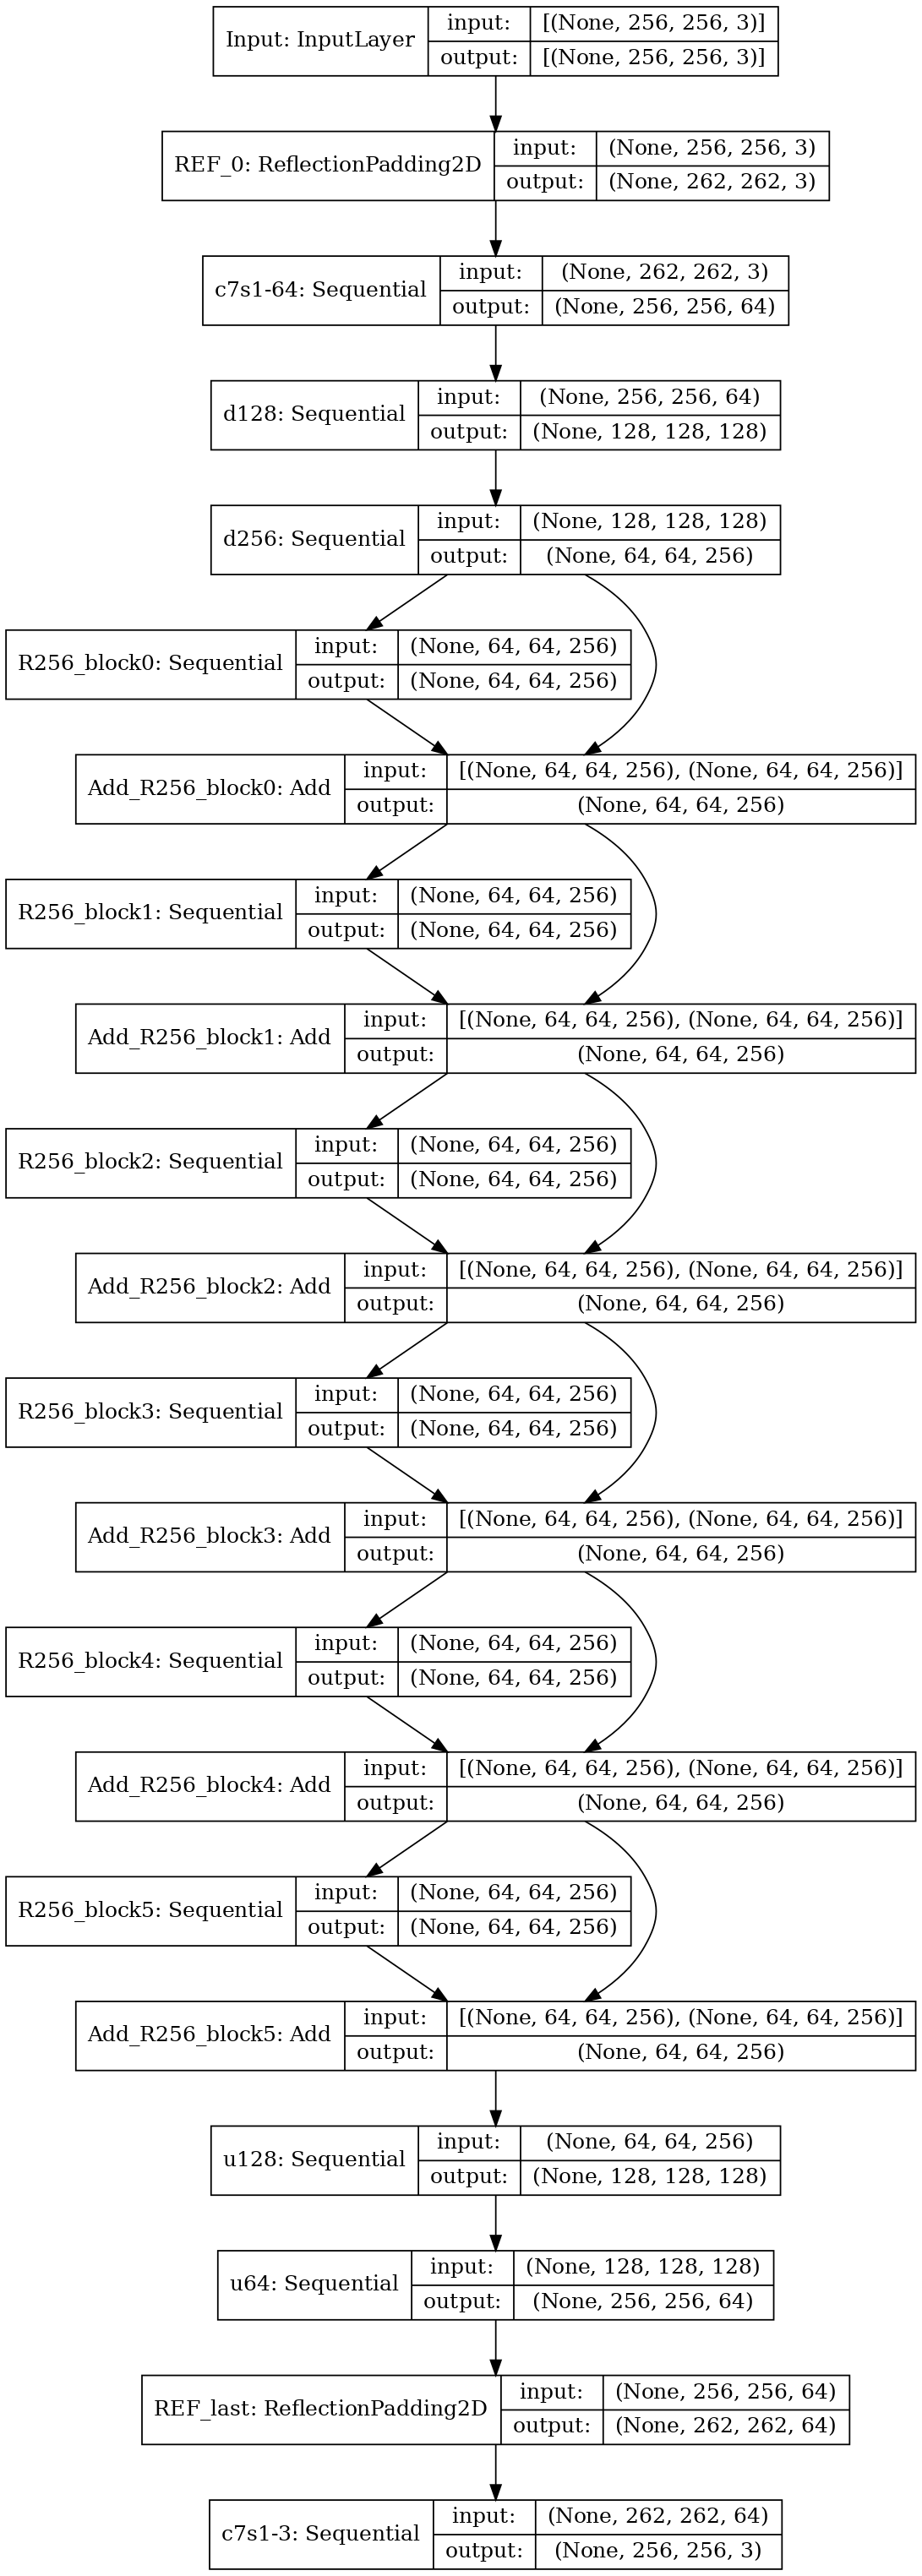 Input: InputLayer input: [(None, 256, 256, 3)]
output: [(None, 256, 256, 3)]
REF_0: ReflectionPadding2D input: (None, 256, 256, 3)
output: (None, 262, 262, 3)
c7s1-64: Sequential input: (None, 262, 262, 3)
output: (None, 256, 256, 64)
d128: Sequential input: (None, 256, 256, 64)
output: (None, 128, 128, 128)
d256: Sequential input: (None, 128, 128, 128)
output: (None, 64, 64, 256)
R256_block0: Sequential input: (None, 64, 64, 256)
output: (None, 64, 64, 256)
Add_R256_block0: Add input: [(None, 64, 64, 256), (None, 64, 64, 256)]
output: (None, 64, 64, 256)
R256_block1: Sequential input: (None, 64, 64, 256)
output: (None, 64, 64, 256)
Add_R256_block1: Add input: [(None, 64, 64, 256), (None, 64, 64, 256)]
output: (None, 64, 64, 256)
R256_block2: Sequential input: (None, 64, 64, 256)
output: (None, 64, 64, 256)
Add_R256_block2: Add input: [(None, 64, 64, 256), (None, 64, 64, 256)]
output: (None, 64, 64, 256)
R256_block3: Sequential input: (None, 64, 64, 256)
output: (None, 64, 64, 256)
Add_R256_block3: Add input: [(None, 64, 64, 256), (None, 64, 64, 256)]
output: (None, 64, 64, 256)
R256_block4: Sequential input: (None, 64, 64, 256)
output: (None, 64, 64, 256)
Add_R256_block4: Add input: [(None, 64, 64, 256), (None, 64, 64, 256)]
output: (None, 64, 64, 256)
R256_block5: Sequential input: (None, 64, 64, 256)
output: (None, 64, 64, 256)
Add_R256_block5: Add input: [(None, 64, 64, 256), (None, 64, 64, 256)]
output: (None, 64, 64, 256)
u128: Sequential input: (None, 64, 64, 256)
output: (None, 128, 128, 128)
u64: Sequential input: (None, 128, 128, 128)
output: (None, 256, 256, 64)
REF_last: ReflectionPadding2D input: (None, 256, 256, 64)
output: (None, 262, 262, 64)
c7s1-3: Sequential input: (None, 262, 262, 64)
output: (None, 256, 256, 3)